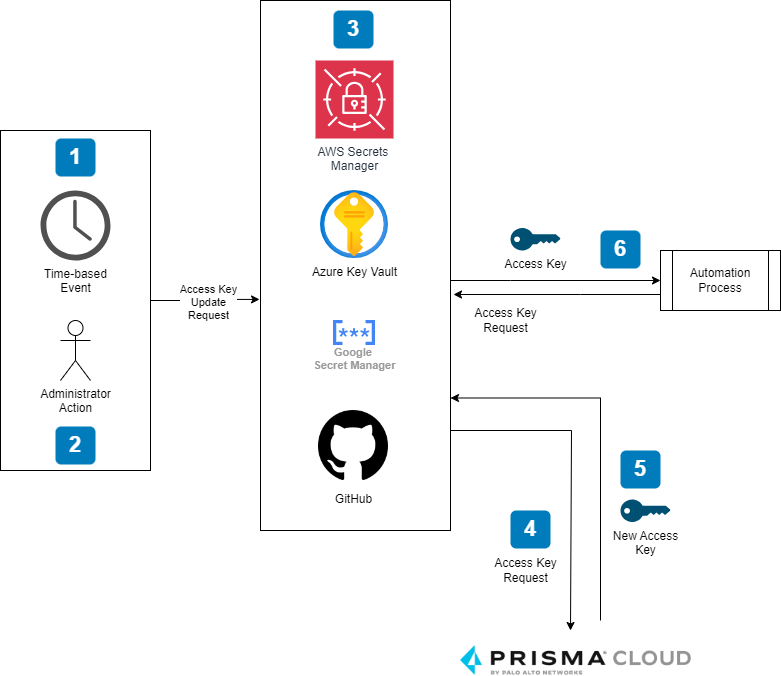 1
Time-based
Event
Administrator
Action
2
Access Key
Update
Request
3
AWS Secrets
Manager
Azure Key Vault
[***]
Google
Secret Manager
GitHub
Access Key
6
Access Key
Request
Automation
Process
4
Access Key
Request
5
New Access
Key
PRISMA CLOUD
BY PALO ALTO NETWORKS